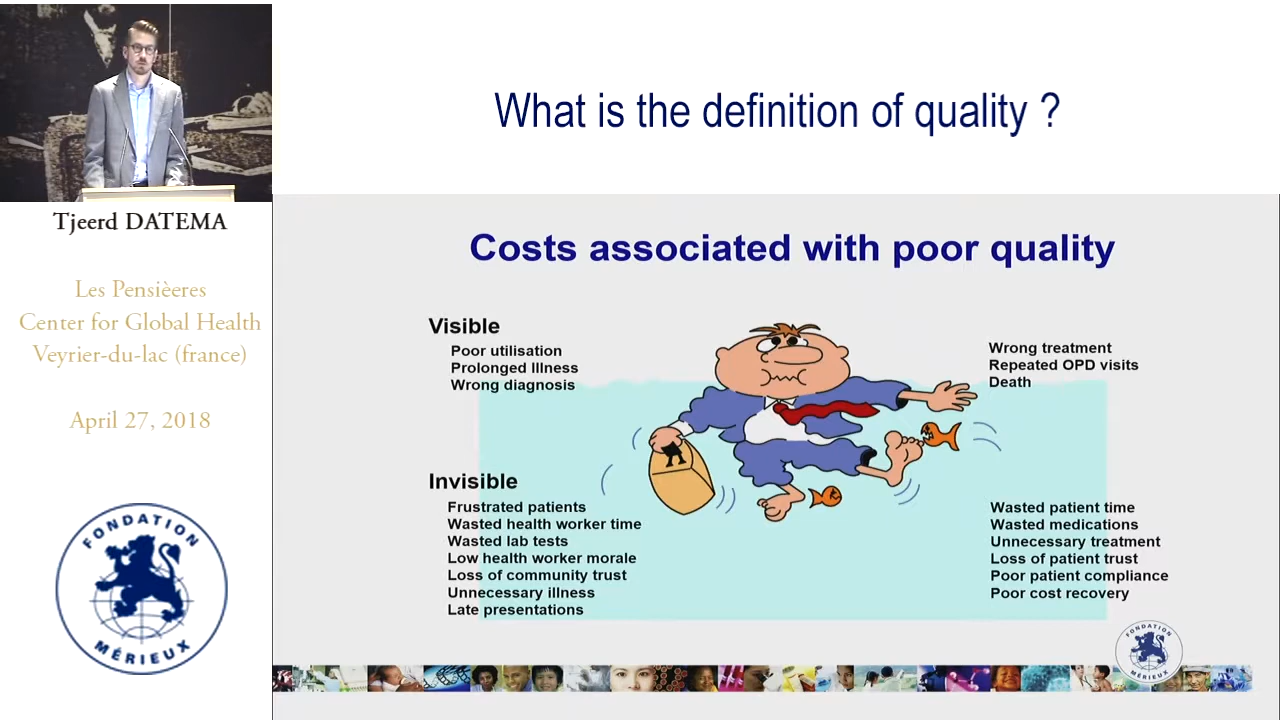 What is the definition of quality ?
Tjeerd DATEMA
Les Pensièeres
Center for Global Health
Veyrier-du-lac (france)
April 27, 2018
FONDATION
MÉRIEUX
Costs associated with poor quality
Visible
Poor utilisation
Prolonged Illness
Wrong diagnosis
Wrong treatment
Repeated OPD visits
Death
Invisible
Frustrated patients
Wasted health worker time
Wasted lab tests
Low health worker morale
Loss of community trust
Unnecessary illness
Late presentations
Wasted patient time
Wasted medications
Unnecessary treatment
Loss of patient trust
Poor patient compliance
Poor cost recovery
FONDATION
MÉRIEUX